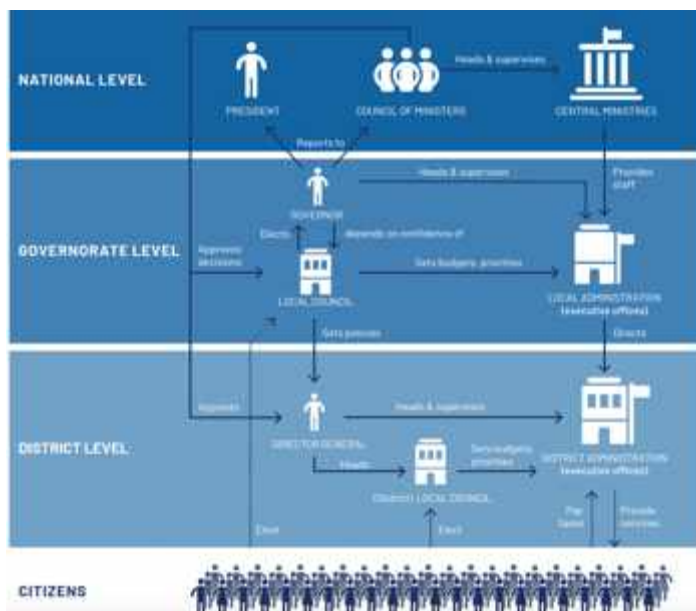 NATIONAL LEVEL
PRESIDENT
COUNCIL OF MINISTERS
Heads & supervises
CENTRAL MINISTRIES
Reports to
Provides
staff
GOVERNORATE LEVEL
GOVERNOR
Heads & supervises
Elects
depends on confidence of
Approves
decisions
LOCAL COUNCIL
Sets budgets, priorities
LOCAL ADMINISTRATION
(executive offices)
Sets policies
Directs
DISTRICT LEVEL
Appoints
DIRECTOR GENERAL
Heads & supervises
Heads
(District) LOCAL COUNCIL
Sets budgets,
priorities
DISTRICT ADMINISTRATION
(executive offices)
Elect
Elect
Pay
taxes
Provide
services
CITIZENS